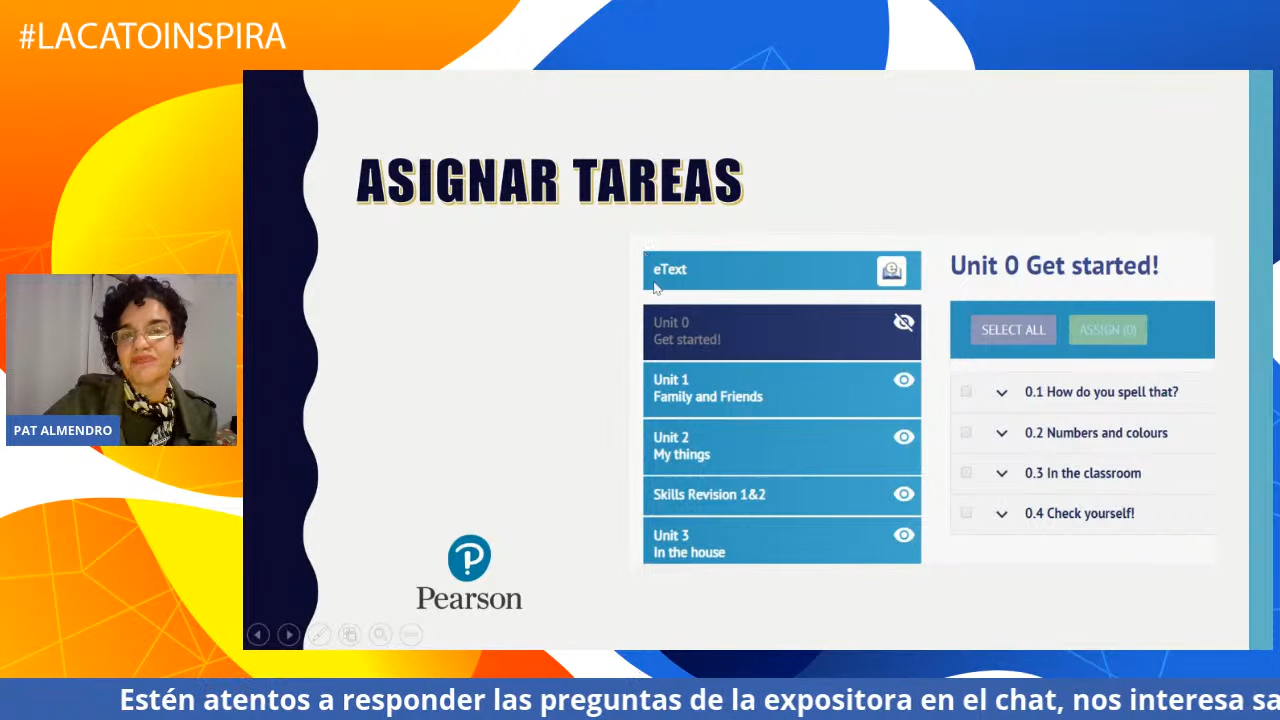 #LACATOINSPIRA
ASIGNAR TAREAS
eText
Unit 0
Get started!
Unit 1
Family and Friends
Unit 2
My things
Skills Revision 1&2
Unit 3
In the house
Unit 0 Get started!
SELECT ALL
ASSIGN (0)
0.1 How do you spell that?
0.2 Numbers and colours
0.3 In the classroom
0.4 Check yourself!
PAT ALMENDRO
Pearson
Estén atentos a responder las preguntas de la expositora en el chat, nos interesa sa